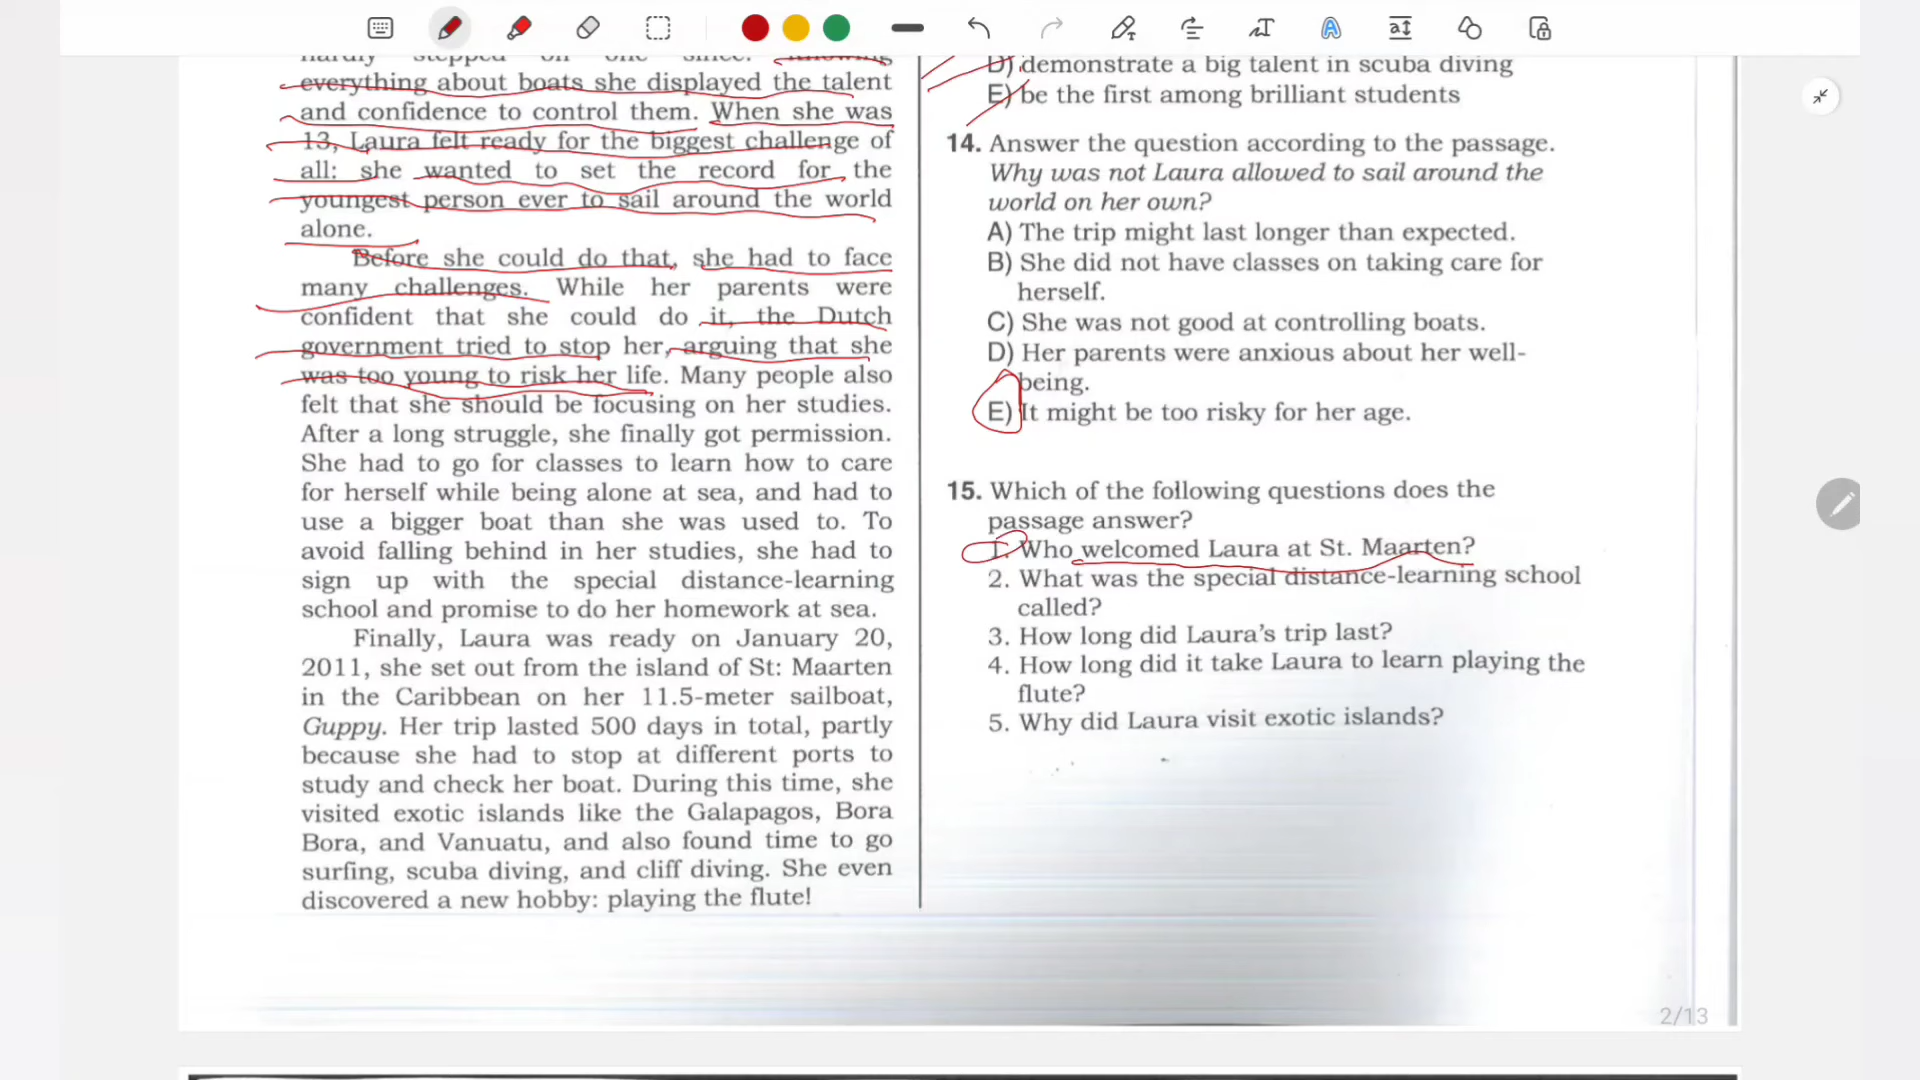 hardly stepped off one since. Knowing
everything about boats she displayed the talent
and confidence to control them. When she was
13, Laura felt ready for the biggest challenge of
all: she wanted to set the record for the
youngest person ever to sail around the world
alone.
Before she could do that, she had to face
many challenges. While her parents were
confident that she could do it, the Dutch
government tried to stop her, arguing that she
was too young to risk her life. Many people also
felt that she should be focusing on her studies.
After a long struggle, she finally got permission.
She had to go for classes to learn how to care
for herself while being alone at sea, and had to
use a bigger boat than she was used to. To
avoid falling behind in her studies, she had to
sign up with the special distance-learning
school and promise to do her homework at sea.
Finally, Laura was ready on January 20,
2011, she set out from the island of St: Maarten
in the Caribbean on her 11.5-meter sailboat,
Guppy. Her trip lasted 500 days in total, partly
because she had to stop at different ports to
study and check her boat. During this time, she
visited exotic islands like the Galapagos, Bora
Bora, and Vanuatu, and also found time to go
surfing, scuba diving, and cliff diving. She even
discovered a new hobby: playing the flute!
D) demonstrate a big talent in scuba diving
E) be the first among brilliant students
14. Answer the question according to the passage.
Why was not Laura allowed to sail around the
world on her own?
A) The trip might last longer than expected.
B) She did not have classes on taking care for
herself.
C) She was not good at controlling boats.
D) Her parents were anxious about her well-
being.
E) It might be too risky for her age.
15. Which of the following questions does the
passage answer?
1. Who welcomed Laura at St. Maarten?
2. What was the special distance-learning school
called?
3. How long did Laura's trip last?
4. How long did it take Laura to learn playing the
flute?
5. Why did Laura visit exotic islands?
2/13